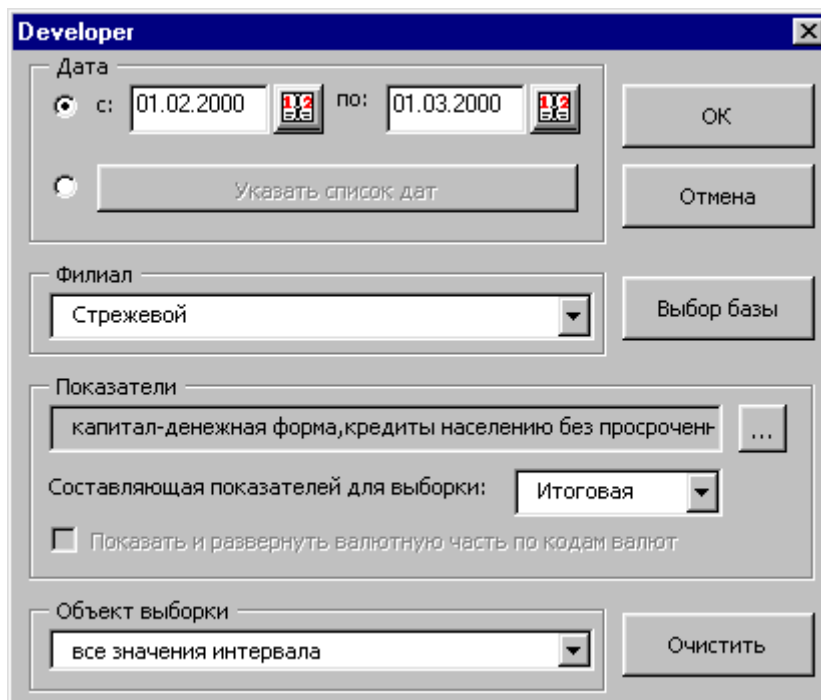 Developer
Дата
с: 01.02.2000 по: 01.03.2000
ОК
Указать список дат
Отмена
Филиал
Стрежевой
Выбор базы
Показатели
капитал-денежная форма,кредиты населению без просрочен
...
Составляющая показателей для выборки: Итоговая
Показать и развернуть валютную часть по кодам валют
Объект выборки
все значения интервала
Очистить